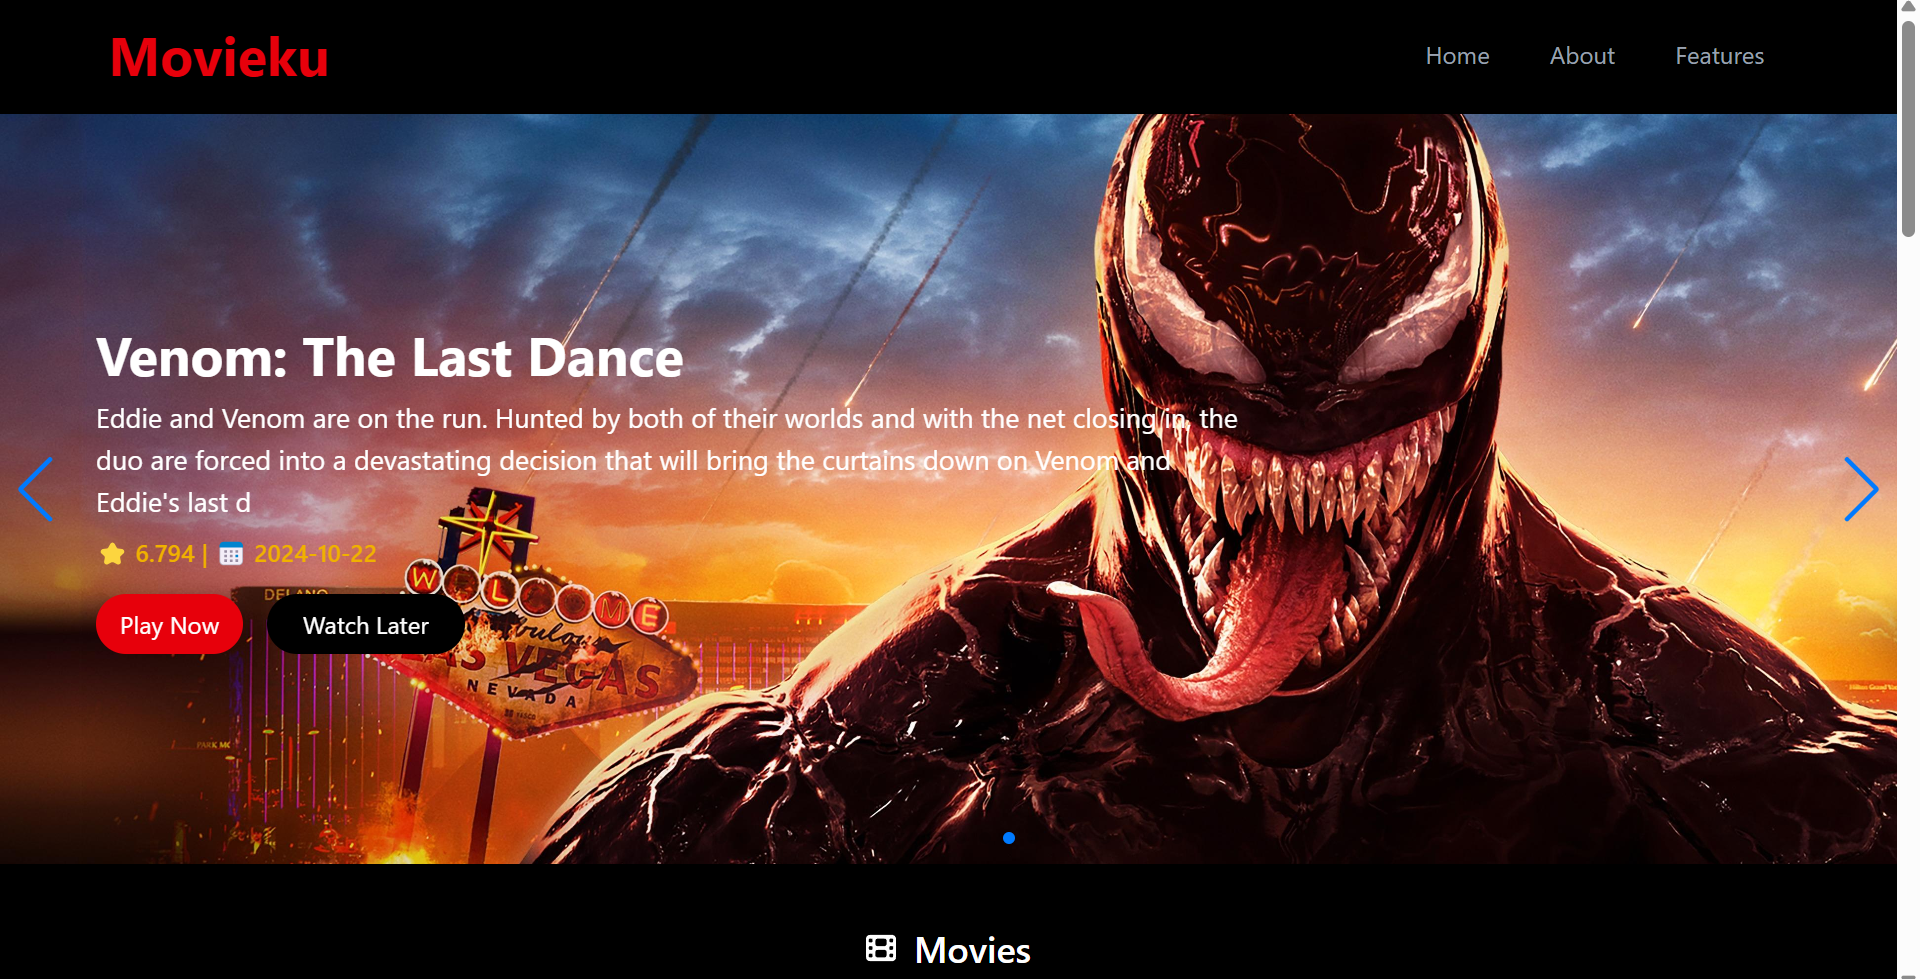 Movieku
Home About Features
Venom: The Last Dance
Eddie and Venom are on the run. Hunted by both of their worlds and with the net closing in, the
duo are forced into a devastating decision that will bring the curtains down on Venom and
Eddie's last d
6.794 | 2024-10-22
DELANO
WELCOME
Play Now Watch Later
Fabulous
LAS VEGAS
NEVADA
PARK MG
Movies